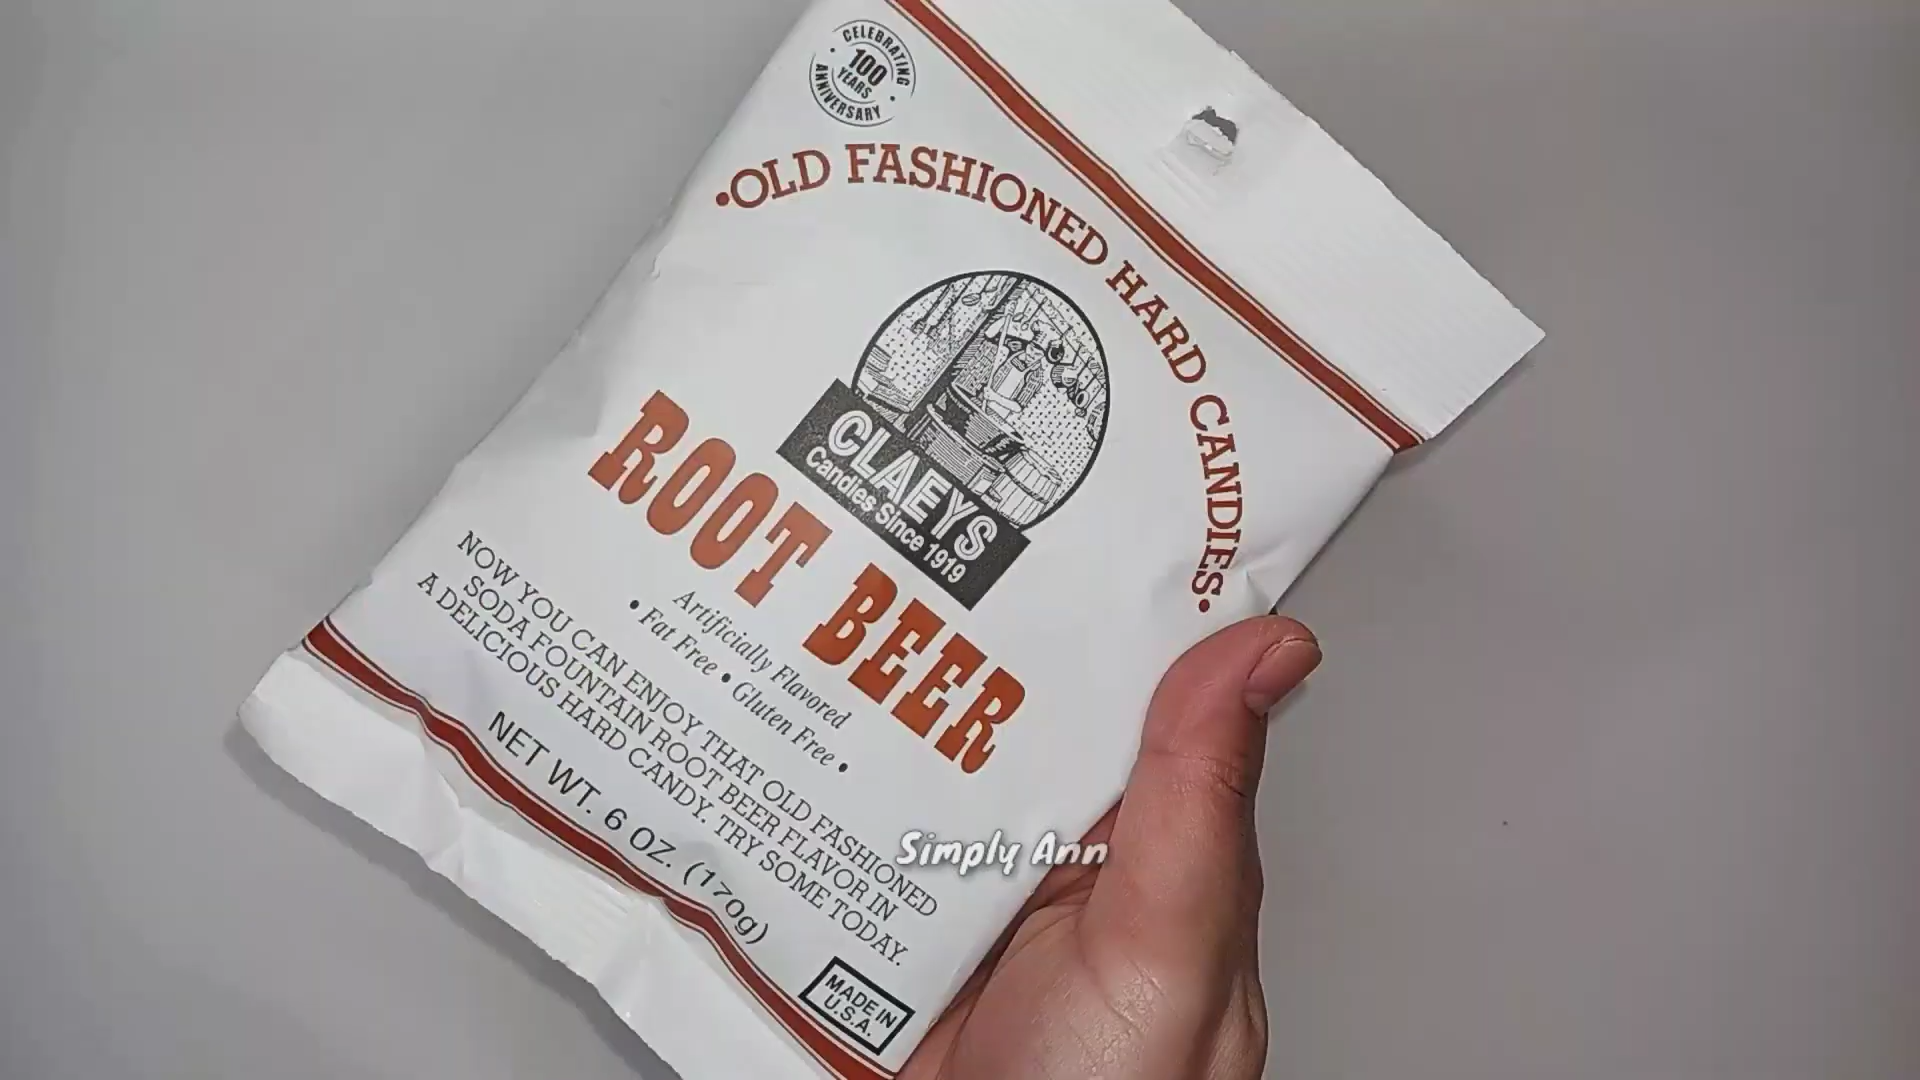 CELEBRATING
100
YEARS
ANNIVERSARY
•OLD FASHIONED HARD CANDIES•
CLAEYS
Candies Since 1919
ROOT BEER
Artificially Flavored
• Fat Free • Gluten Free •
NOW YOU CAN ENJOY THAT OLD FASHIONED
SODA FOUNTAIN ROOT BEER FLAVOR IN
A DELICIOUS HARD CANDY. TRY SOME TODAY.
NET WT. 6 OZ. (170g)
MADE IN
U.S.A.
Simply Ann